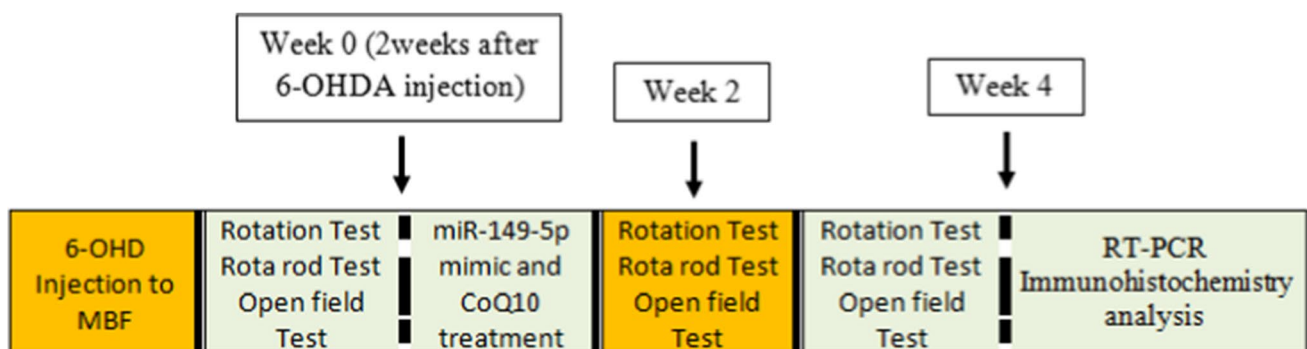 Week 0 (2weeks after
6-OHDA injection)
Week 2
Week 4
6-OHD
Injection to
MBF
Rotation Test
Rota rod Test
Open field
Test
miR-149-5p
mimic and
CoQ10
treatment
Rotation Test
Rota rod Test
Open field
Test
Rotation Test
Rota rod Test
Open field
Test
RT-PCR
Immunohistochemistry
analysis